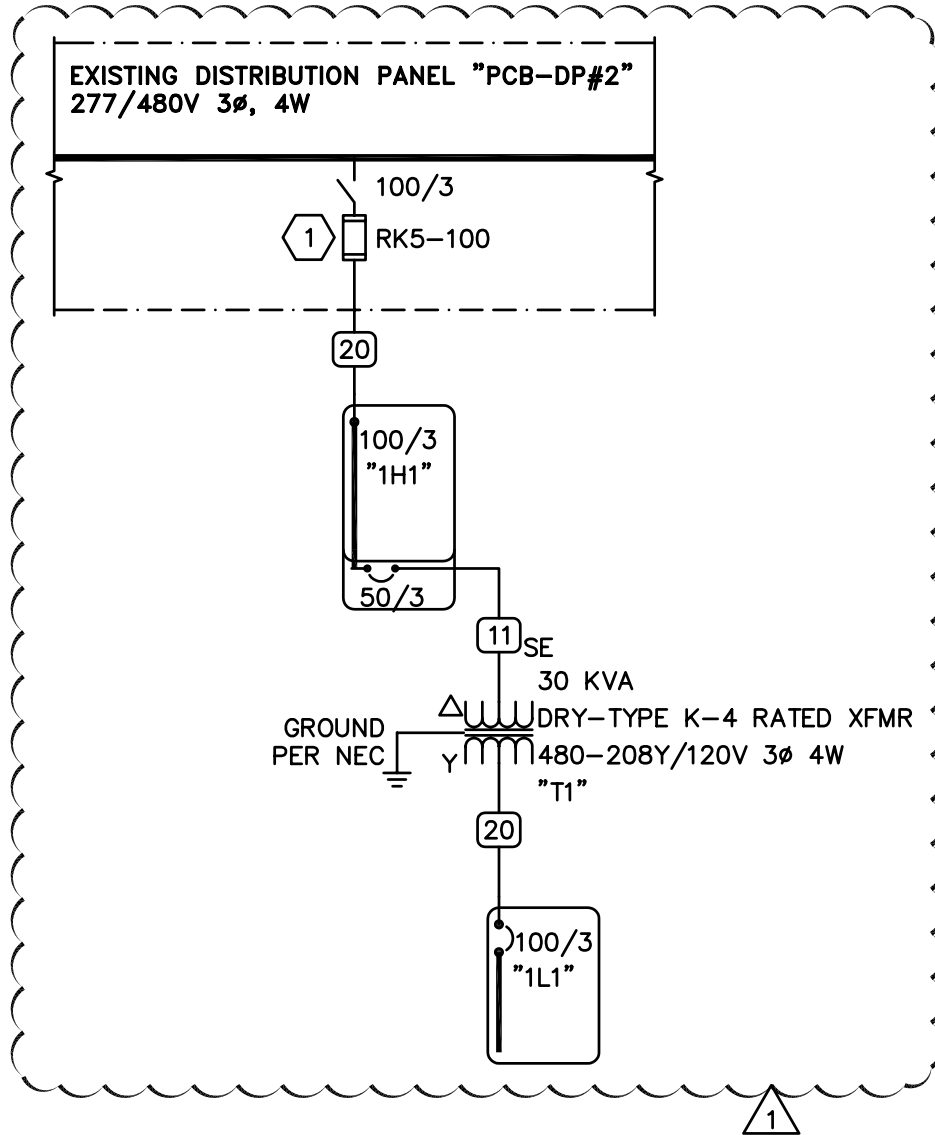 EXISTING DISTRIBUTION PANEL "PCB-DP#2"
277/480V 3ø, 4W
100/3
1
RK5-100
20
100/3
"1H1"
50/3
11
SE
30 KVA
DRY-TYPE K-4 RATED XFMR
480-208Y/120V 3ø 4W
"T1"
GROUND
PER NEC
Y
20
100/3
"1L1"
1